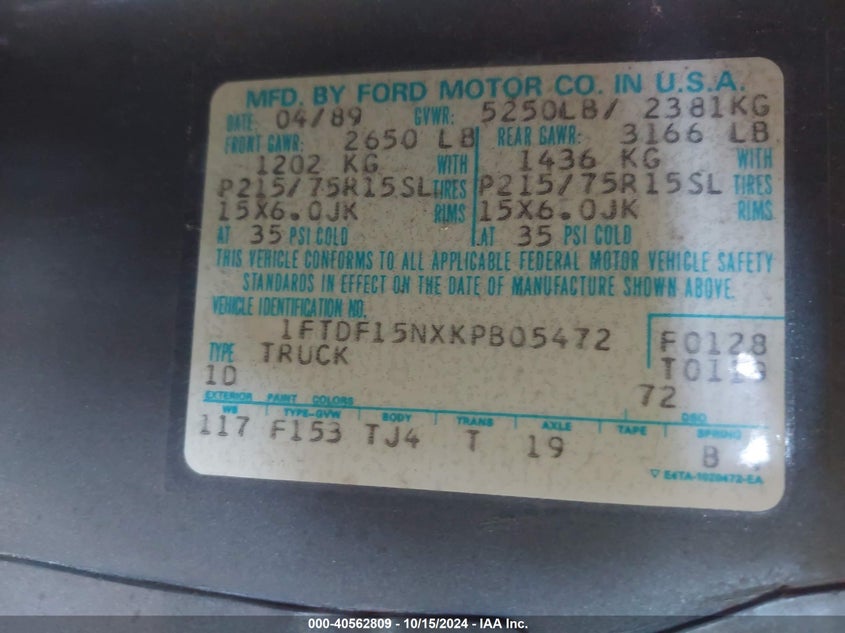 MFD. BY FORD MOTOR CO. IN U.S.A.
DATE: 04/89 GVWR: 5250LB/ 2381KG
FRONT GAWR: 2650 LB REAR GAWR: 3166 LB
1202 KG WITH 1436 KG WITH
P215/75R15SL TIRES P215/75R15SL TIRES
15X6.0JK RIMS 15X6.0JK RIMS
AT 35 PSI COLD AT 35 PSI COLD
THIS VEHICLE CONFORMS TO ALL APPLICABLE FEDERAL MOTOR VEHICLE SAFETY
STANDARDS IN EFFECT ON THE DATE OF MANUFACTURE SHOWN ABOVE.
VEHICLE IDENTIFICATION NO.
1FTDF15NXKPB05472 F0128
TYPE TRUCK
1D 72
EXTERIOR PAINT COLORS DSO
WB TYPE-GVW BODY TRANS AXLE TAPE SPRING
117 F153 TJ4 T 19 B
E4TA-1020472-EA
000-40562809 - 10/15/2024 - IAA Inc.